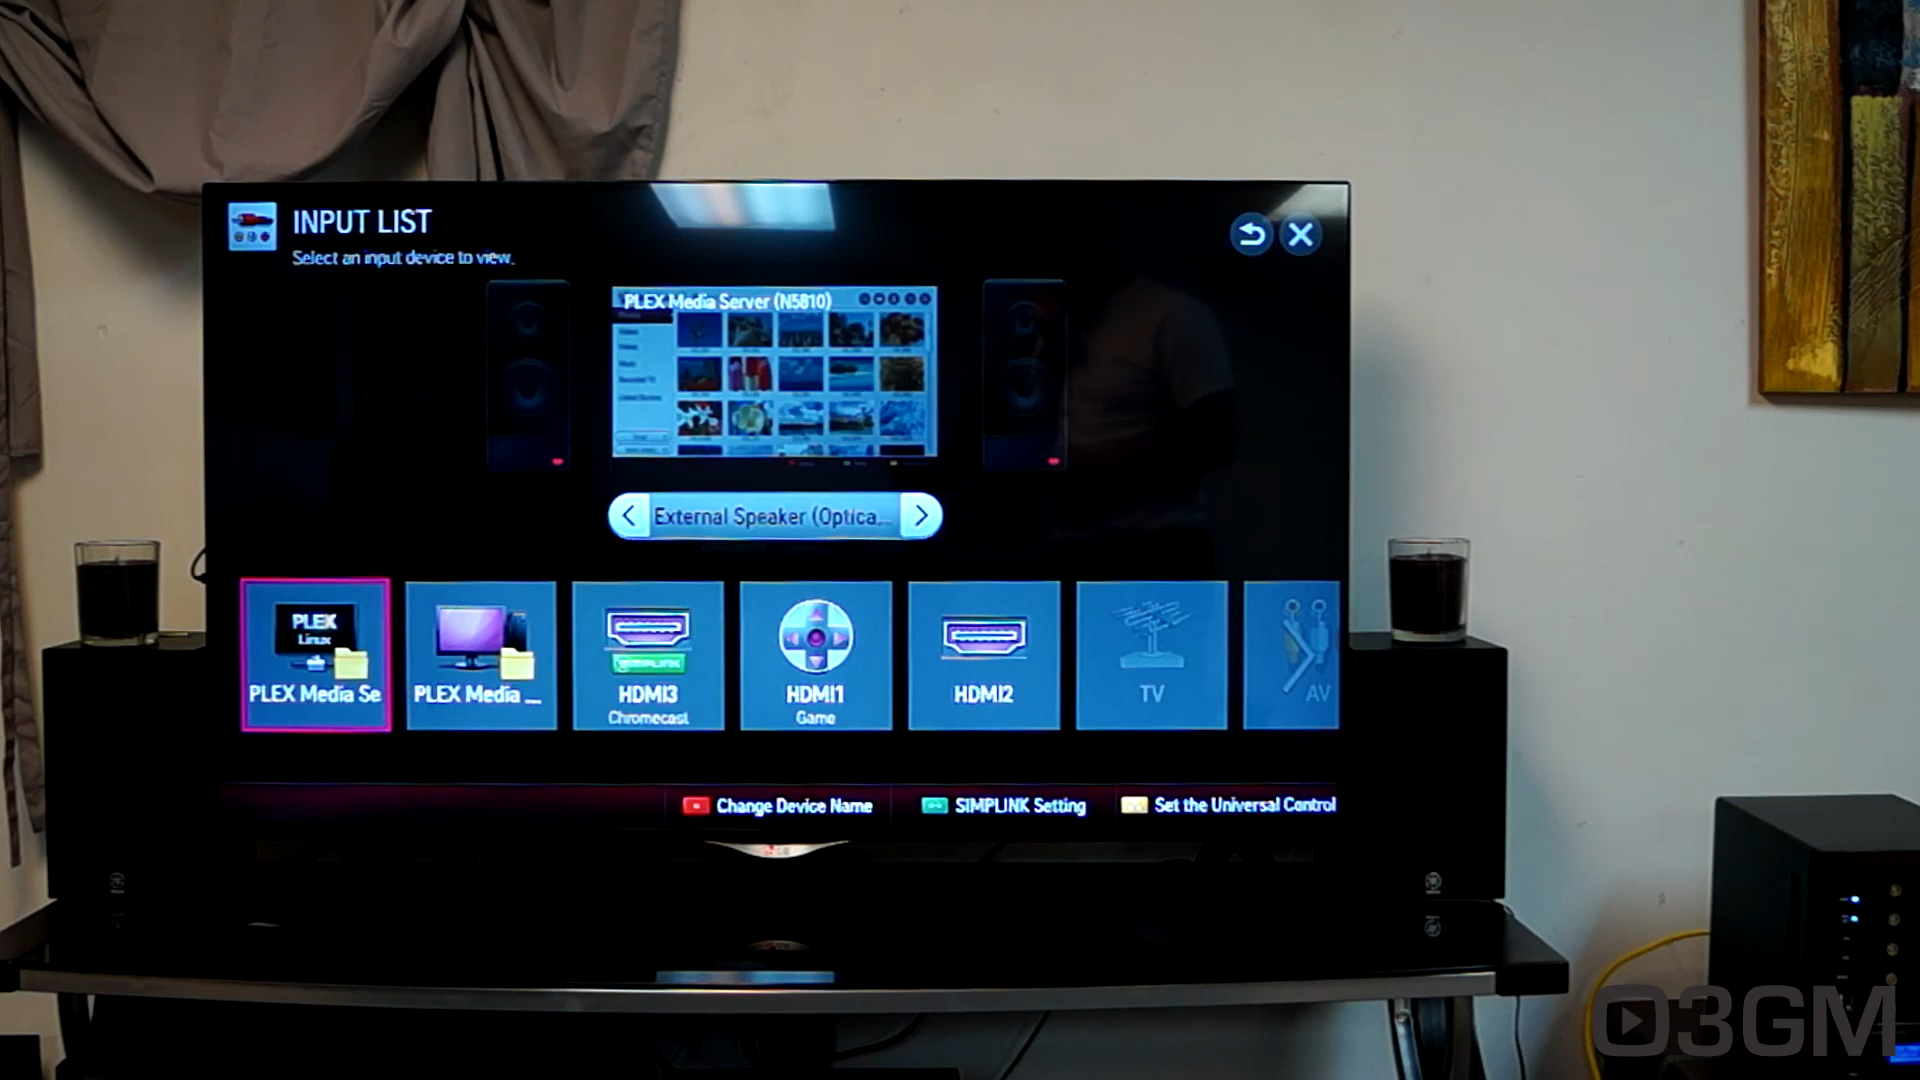 INPUT LIST
Select an input device to view.
PLEX Media Server (N5810)
External Speaker (Optica...
PLEX
Linux
PLEX Media Se
PLEX Media ...
SIMPLINK
HDMI3
Chromecast
HDMI1
Game
HDMI2
TV
AV
Change Device Name
SIMPLINK Setting
Set the Universal Control
O3GM